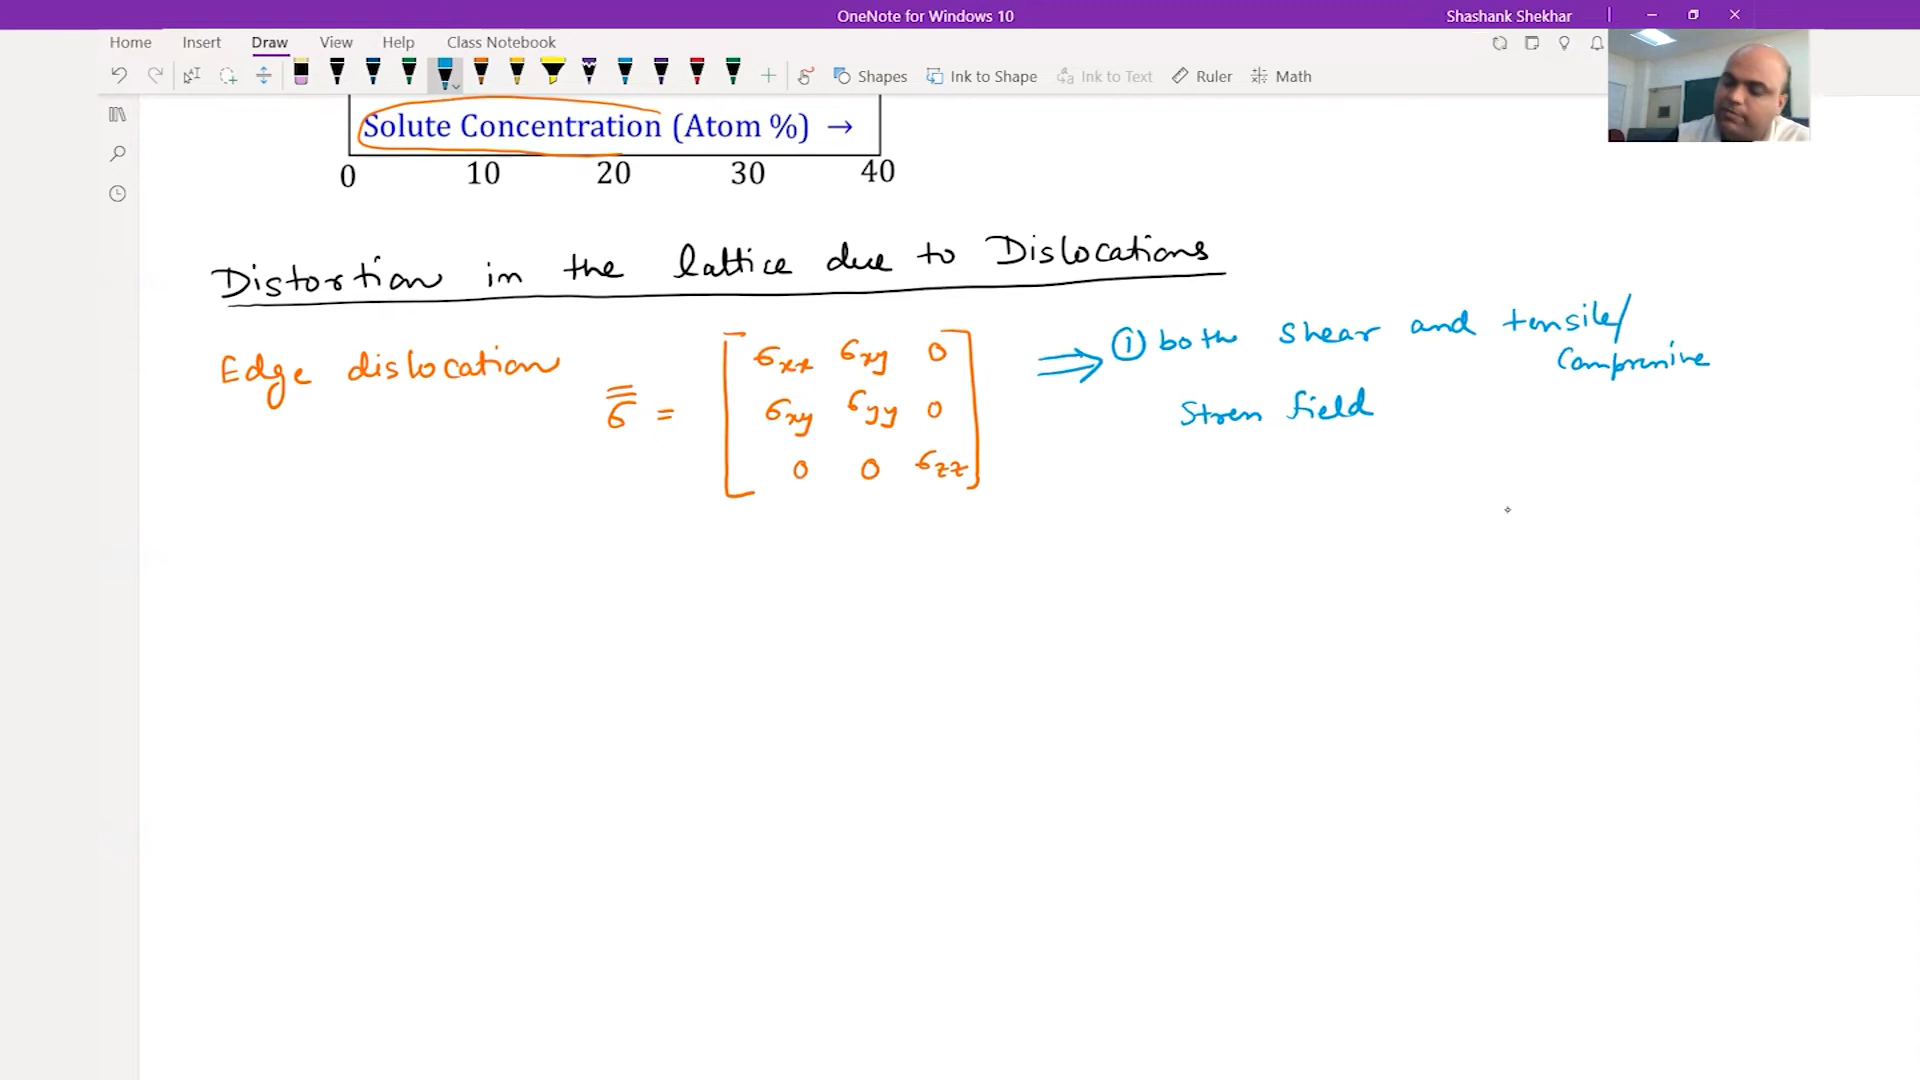 OneNote for Windows 10
Shashank Shekhar
Home Insert Draw View Help Class Notebook
Shapes Ink to Shape Ink to Text Ruler Math
Solute Concentration (Atom %) →
0 10 20 30 40
Distortion in the lattice due to Dislocations
Edge dislocation
σ̿ =
σxx σxy 0
σxy σyy 0
0 0 σzz
⇒ ① both shear and tensile/
Compressive
Stress field